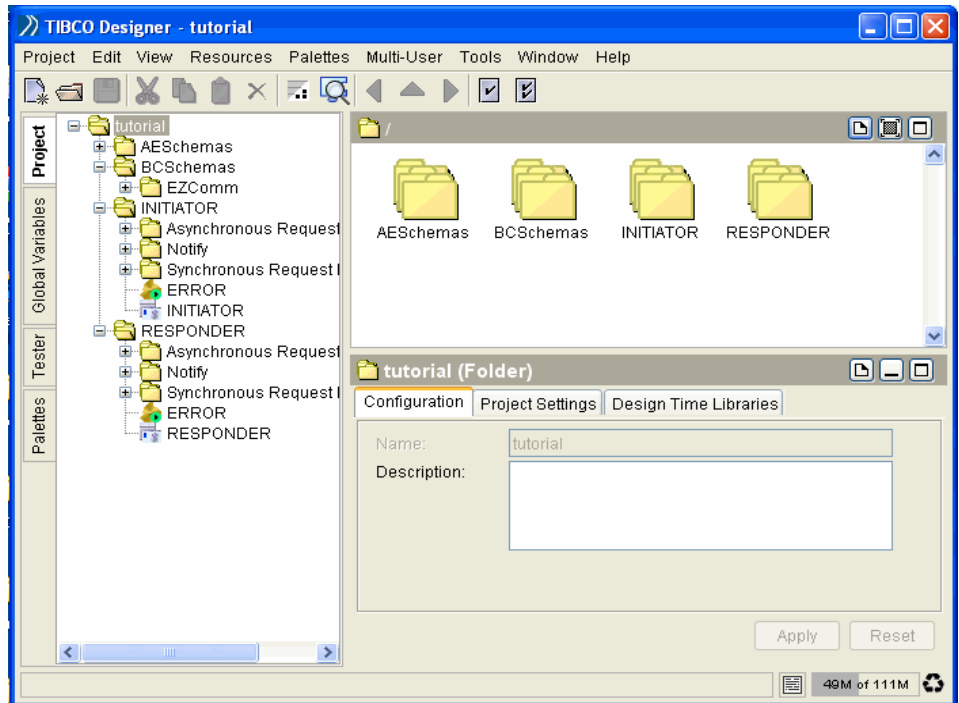 TIBCO Designer - tutorial
Project Edit View Resources Palettes Multi-User Tools Window Help
Project
Global Variables
Tester
Palettes
tutorial
AESchemas
BCSchemas
EZComm
INITIATOR
Asynchronous Request
Notify
Synchronous Request
ERROR
INITIATOR
RESPONDER
Asynchronous Request
Notify
Synchronous Request
ERROR
RESPONDER
/
AESchemas BCSchemas INITIATOR RESPONDER
tutorial (Folder)
Configuration Project Settings Design Time Libraries
Name: tutorial
Description:
Apply Reset
49M of 111M